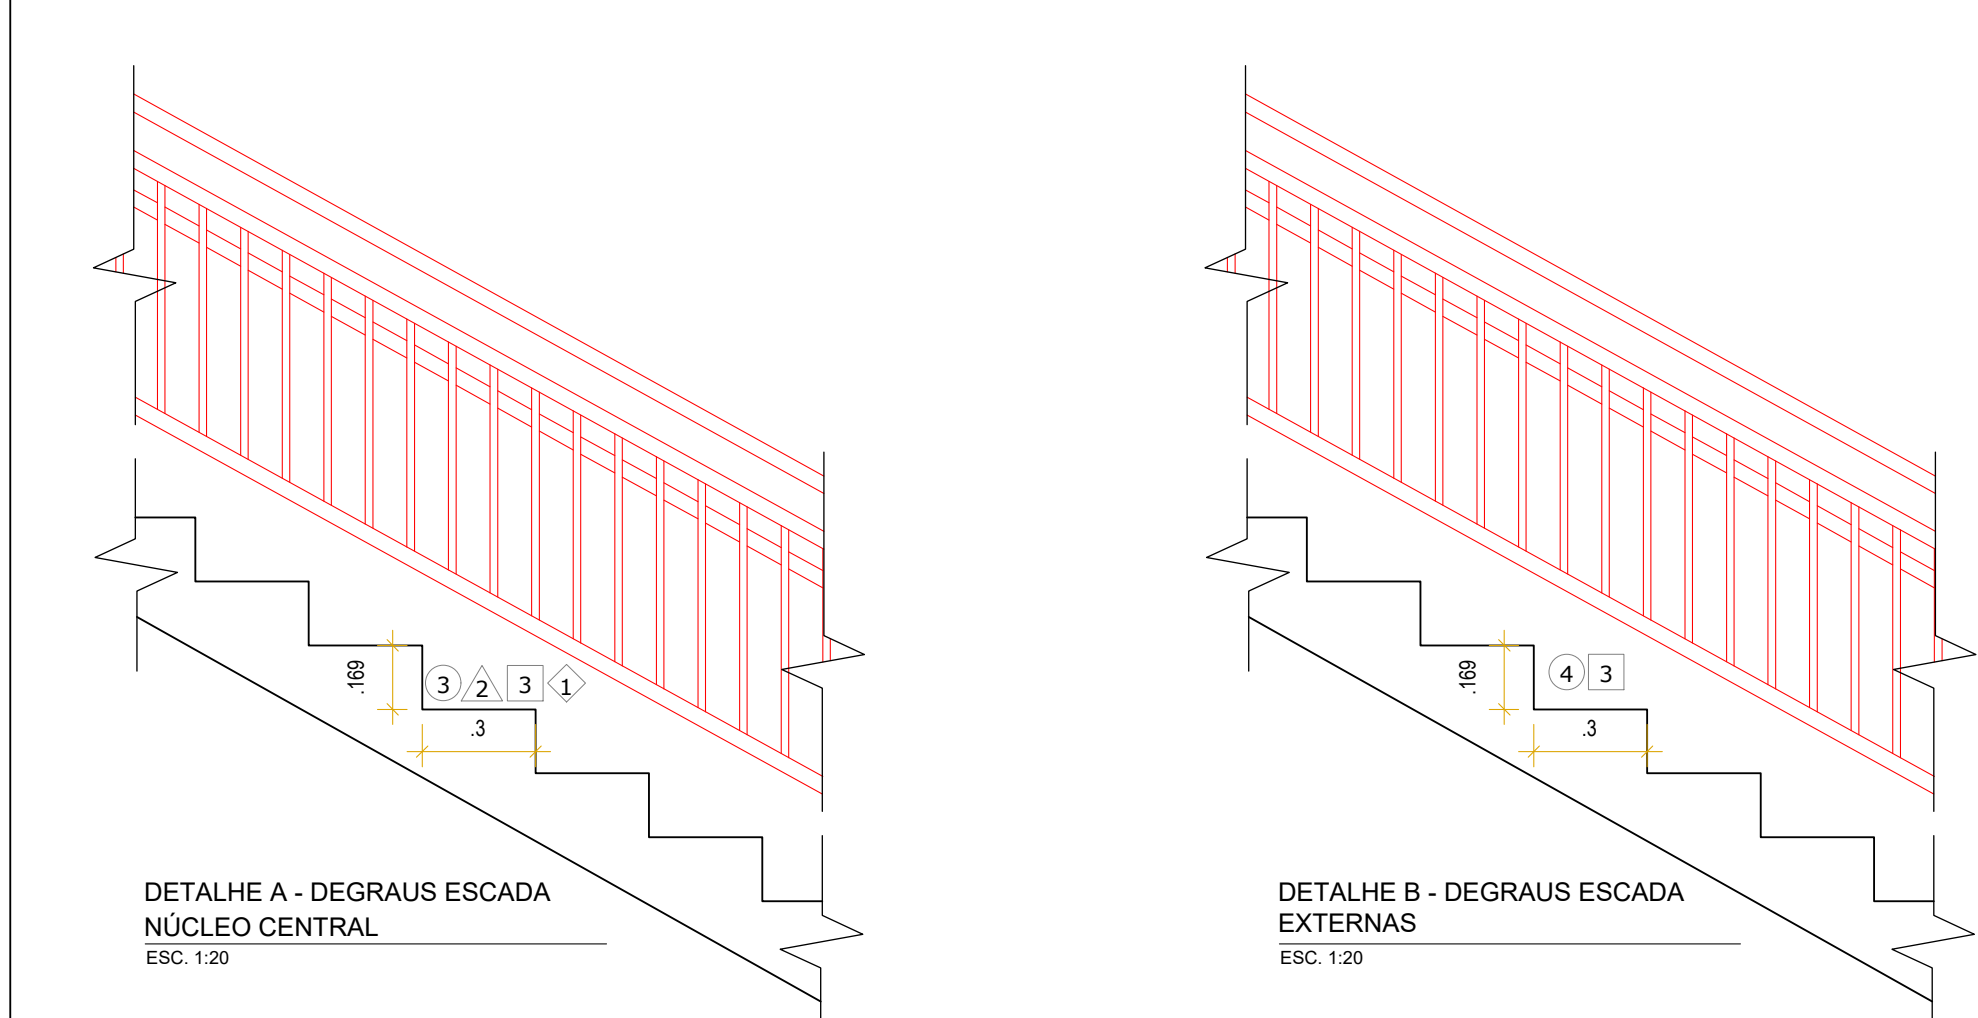 .169
3 2 3 1
.3
DETALHE A - DEGRAUS ESCADA
NÚCLEO CENTRAL
ESC. 1:20
.169
4 3
.3
DETALHE B - DEGRAUS ESCADA
EXTERNAS
ESC. 1:20